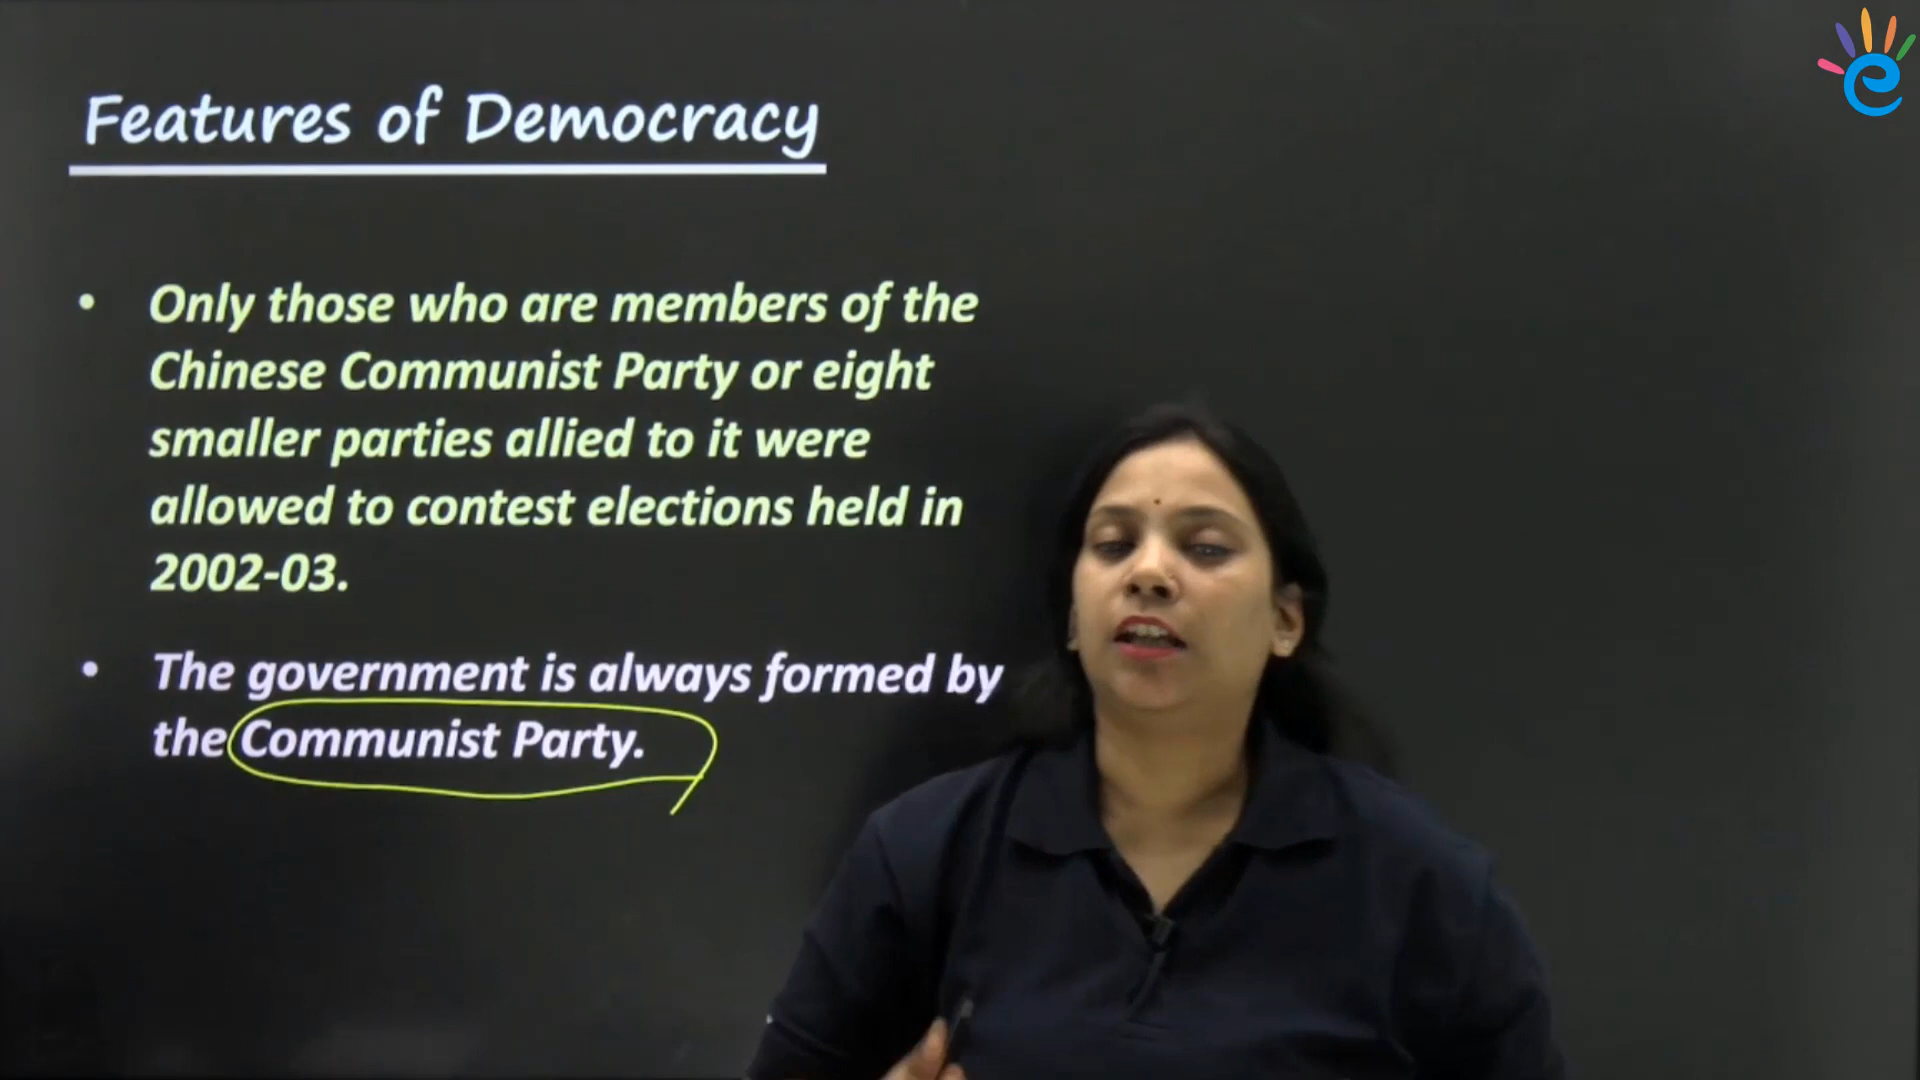 Features of Democracy
• Only those who are members of the
Chinese Communist Party or eight
smaller parties allied to it were
allowed to contest elections held in
2002-03.
• The government is always formed by
the Communist Party.